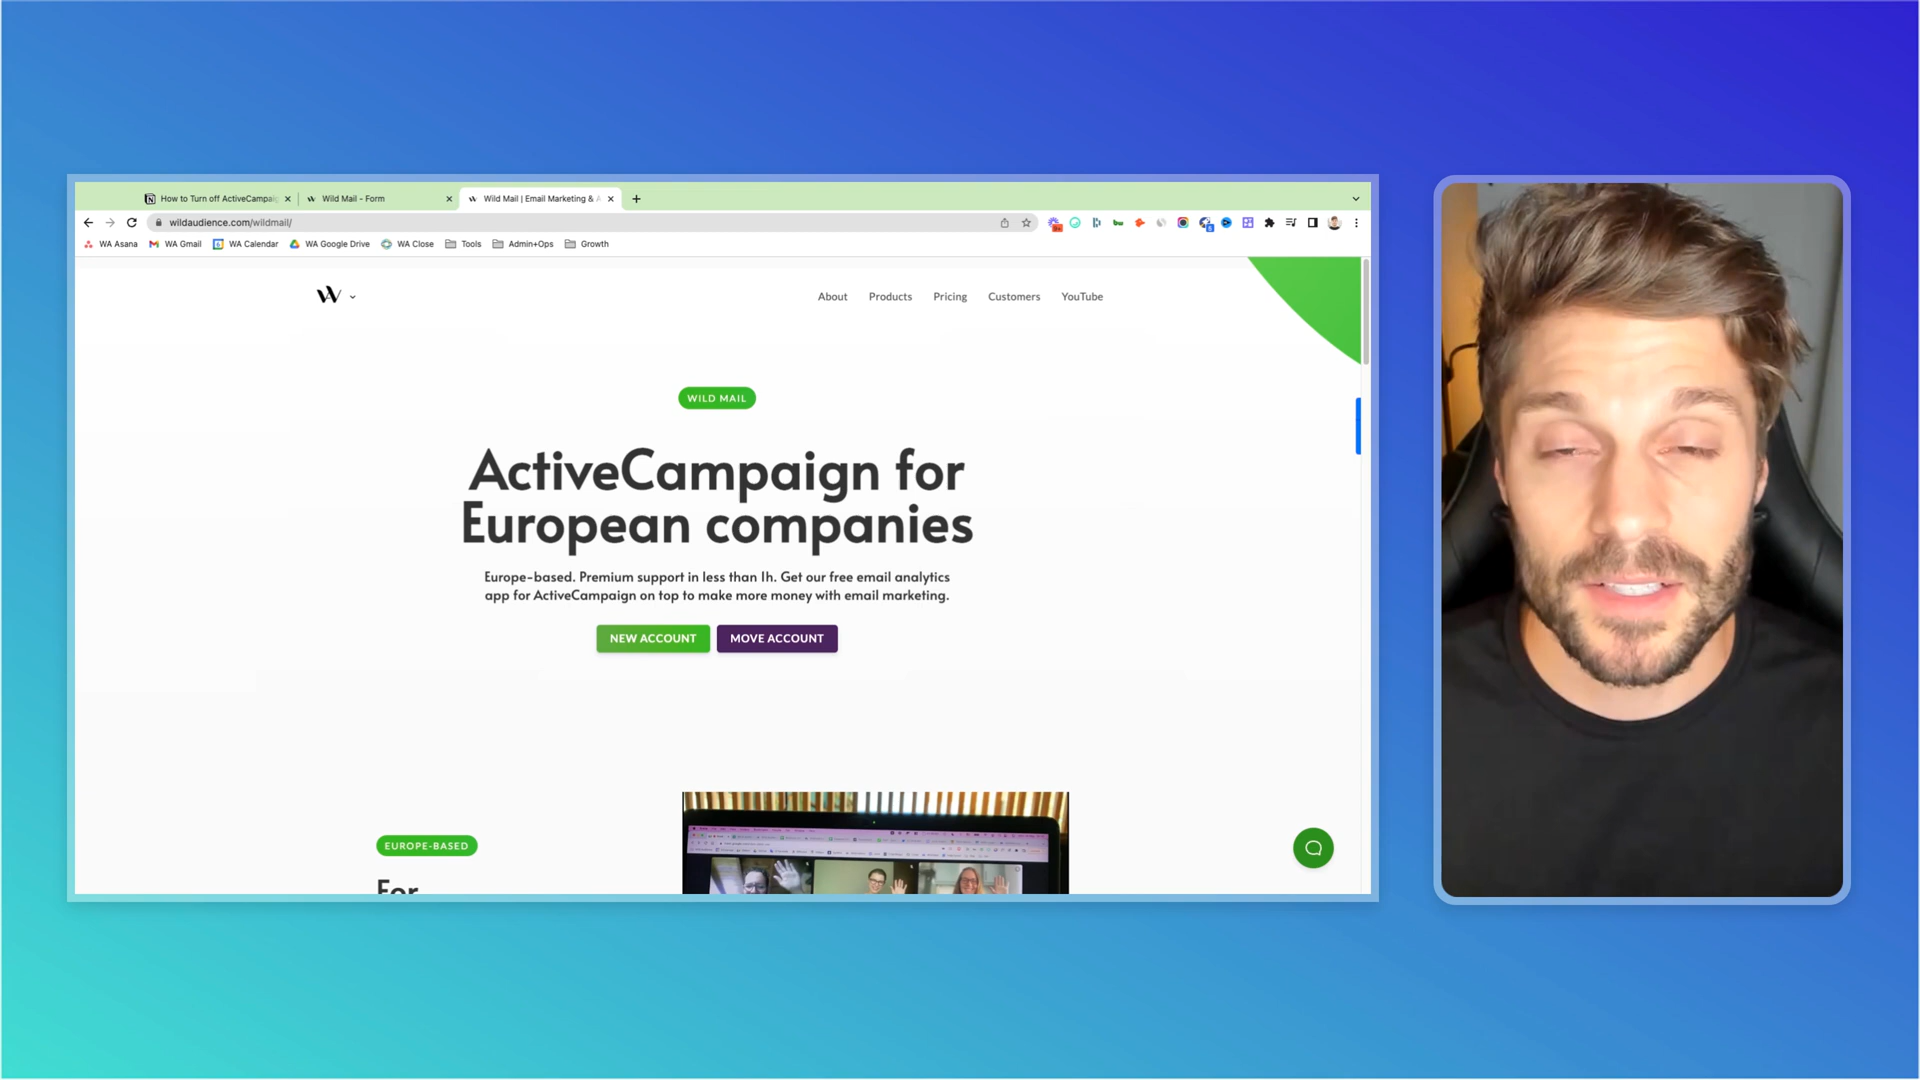 How to Turn off ActiveCampaig
Wild Mail - Form
Wild Mail | Email Marketing & A
wildaudience.com/wildmail/
WA Asana
WA Gmail
WA Calendar
WA Google Drive
WA Close
Tools
Admin+Ops
Growth
About
Products
Pricing
Customers
YouTube
WILD MAIL
ActiveCampaign for
European companies
Europe-based. Premium support in less than 1h. Get our free email analytics
app for ActiveCampaign on top to make more money with email marketing.
NEW ACCOUNT
MOVE ACCOUNT
EUROPE-BASED
For